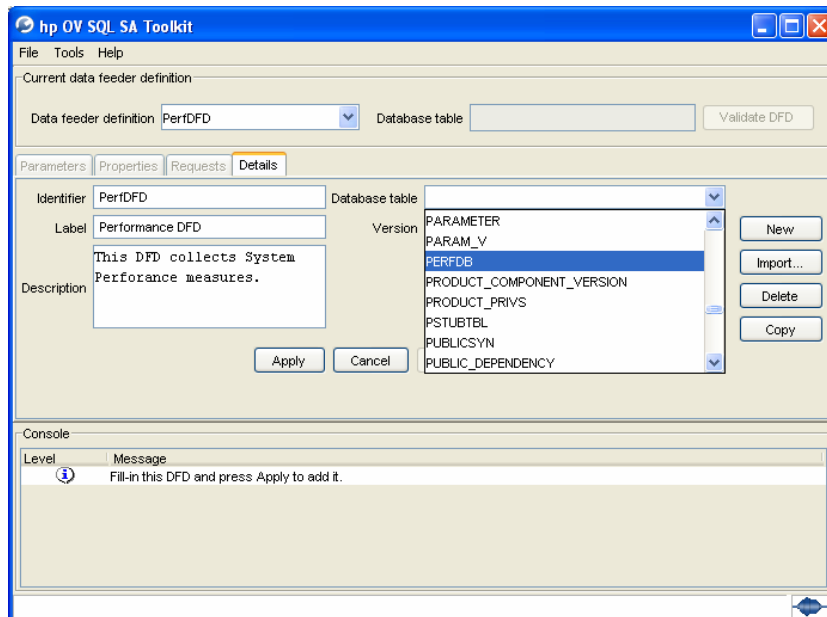 hp OV SQL SA Toolkit
File Tools Help
Current data feeder definition
Data feeder definition PerfDFD Database table Validate DFD
Parameters Properties Requests Details
Identifier PerfDFD Database table
Label Performance DFD Version
Description This DFD collects System
Perforance measures.
PARAMETER
PARAM_V
PERFDB
PRODUCT_COMPONENT_VERSION
PRODUCT_PRIVS
PSTUBTBL
PUBLICSYN
PUBLIC_DEPENDENCY
New
Import...
Delete
Copy
Apply Cancel
Console
Level Message
Fill-in this DFD and press Apply to add it.